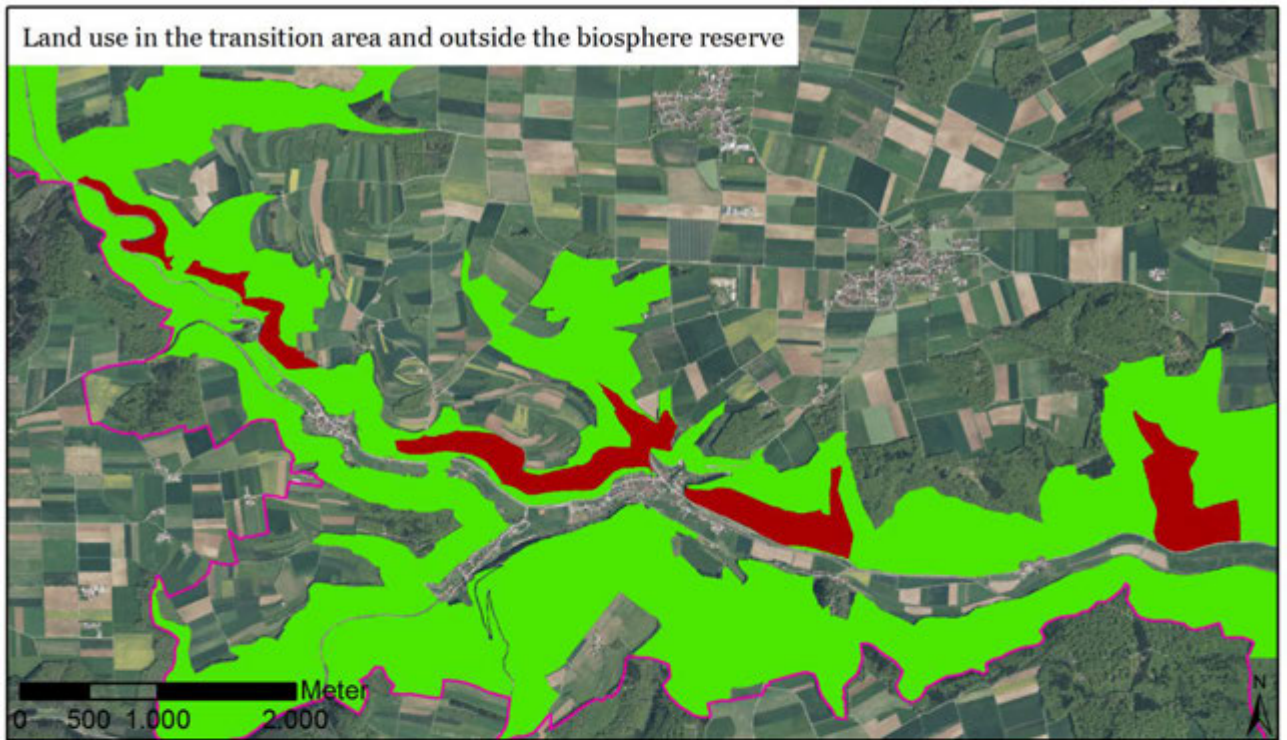 Land use in the transition area and outside the biosphere reserve
Meter
0 500 1.000 2.000
N